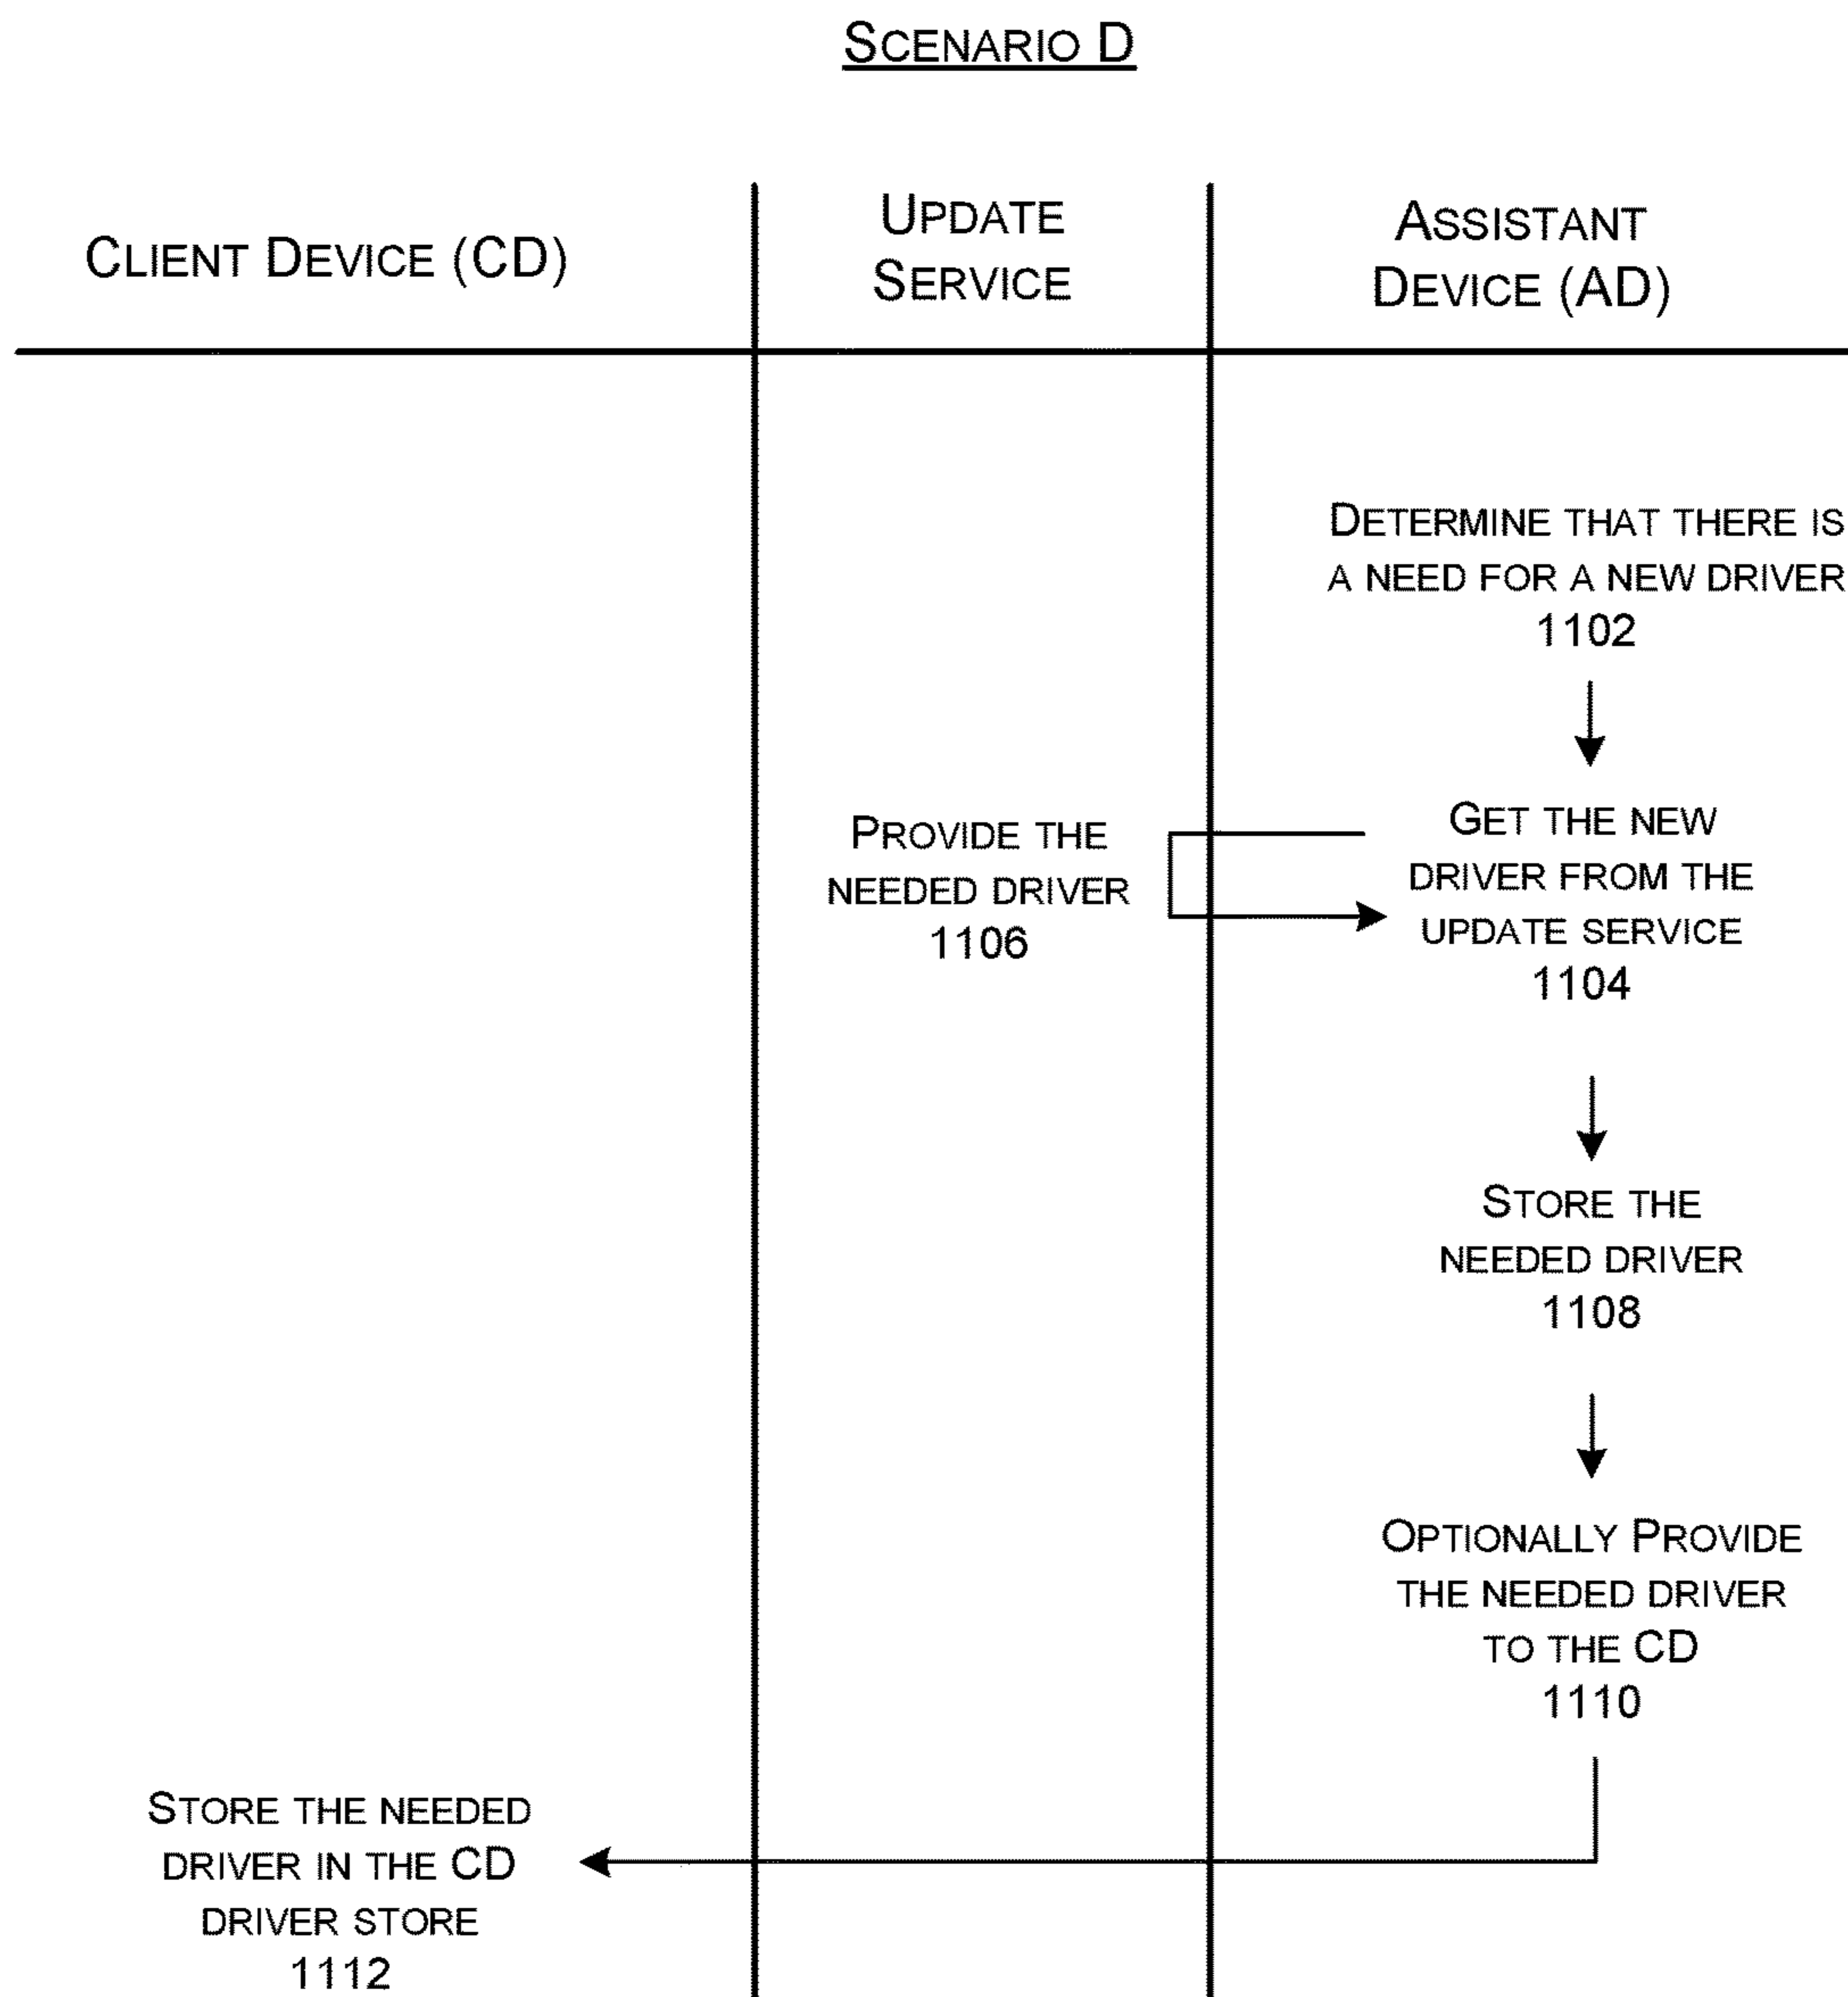 SCENARIO D
CLIENT DEVICE (CD)
UPDATE
SERVICE
ASSISTANT
DEVICE (AD)
DETERMINE THAT THERE IS
A NEED FOR A NEW DRIVER
1102
GET THE NEW
DRIVER FROM THE
UPDATE SERVICE
1104
PROVIDE THE
NEEDED DRIVER
1106
STORE THE
NEEDED DRIVER
1108
OPTIONALLY PROVIDE
THE NEEDED DRIVER
TO THE CD
1110
STORE THE NEEDED
DRIVER IN THE CD
DRIVER STORE
1112